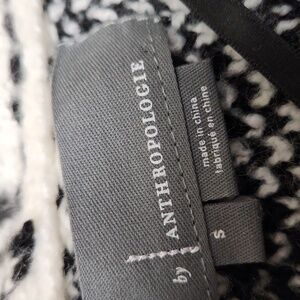 by ANTHROPOLOGIE
made in china
fabriqué en chine
S